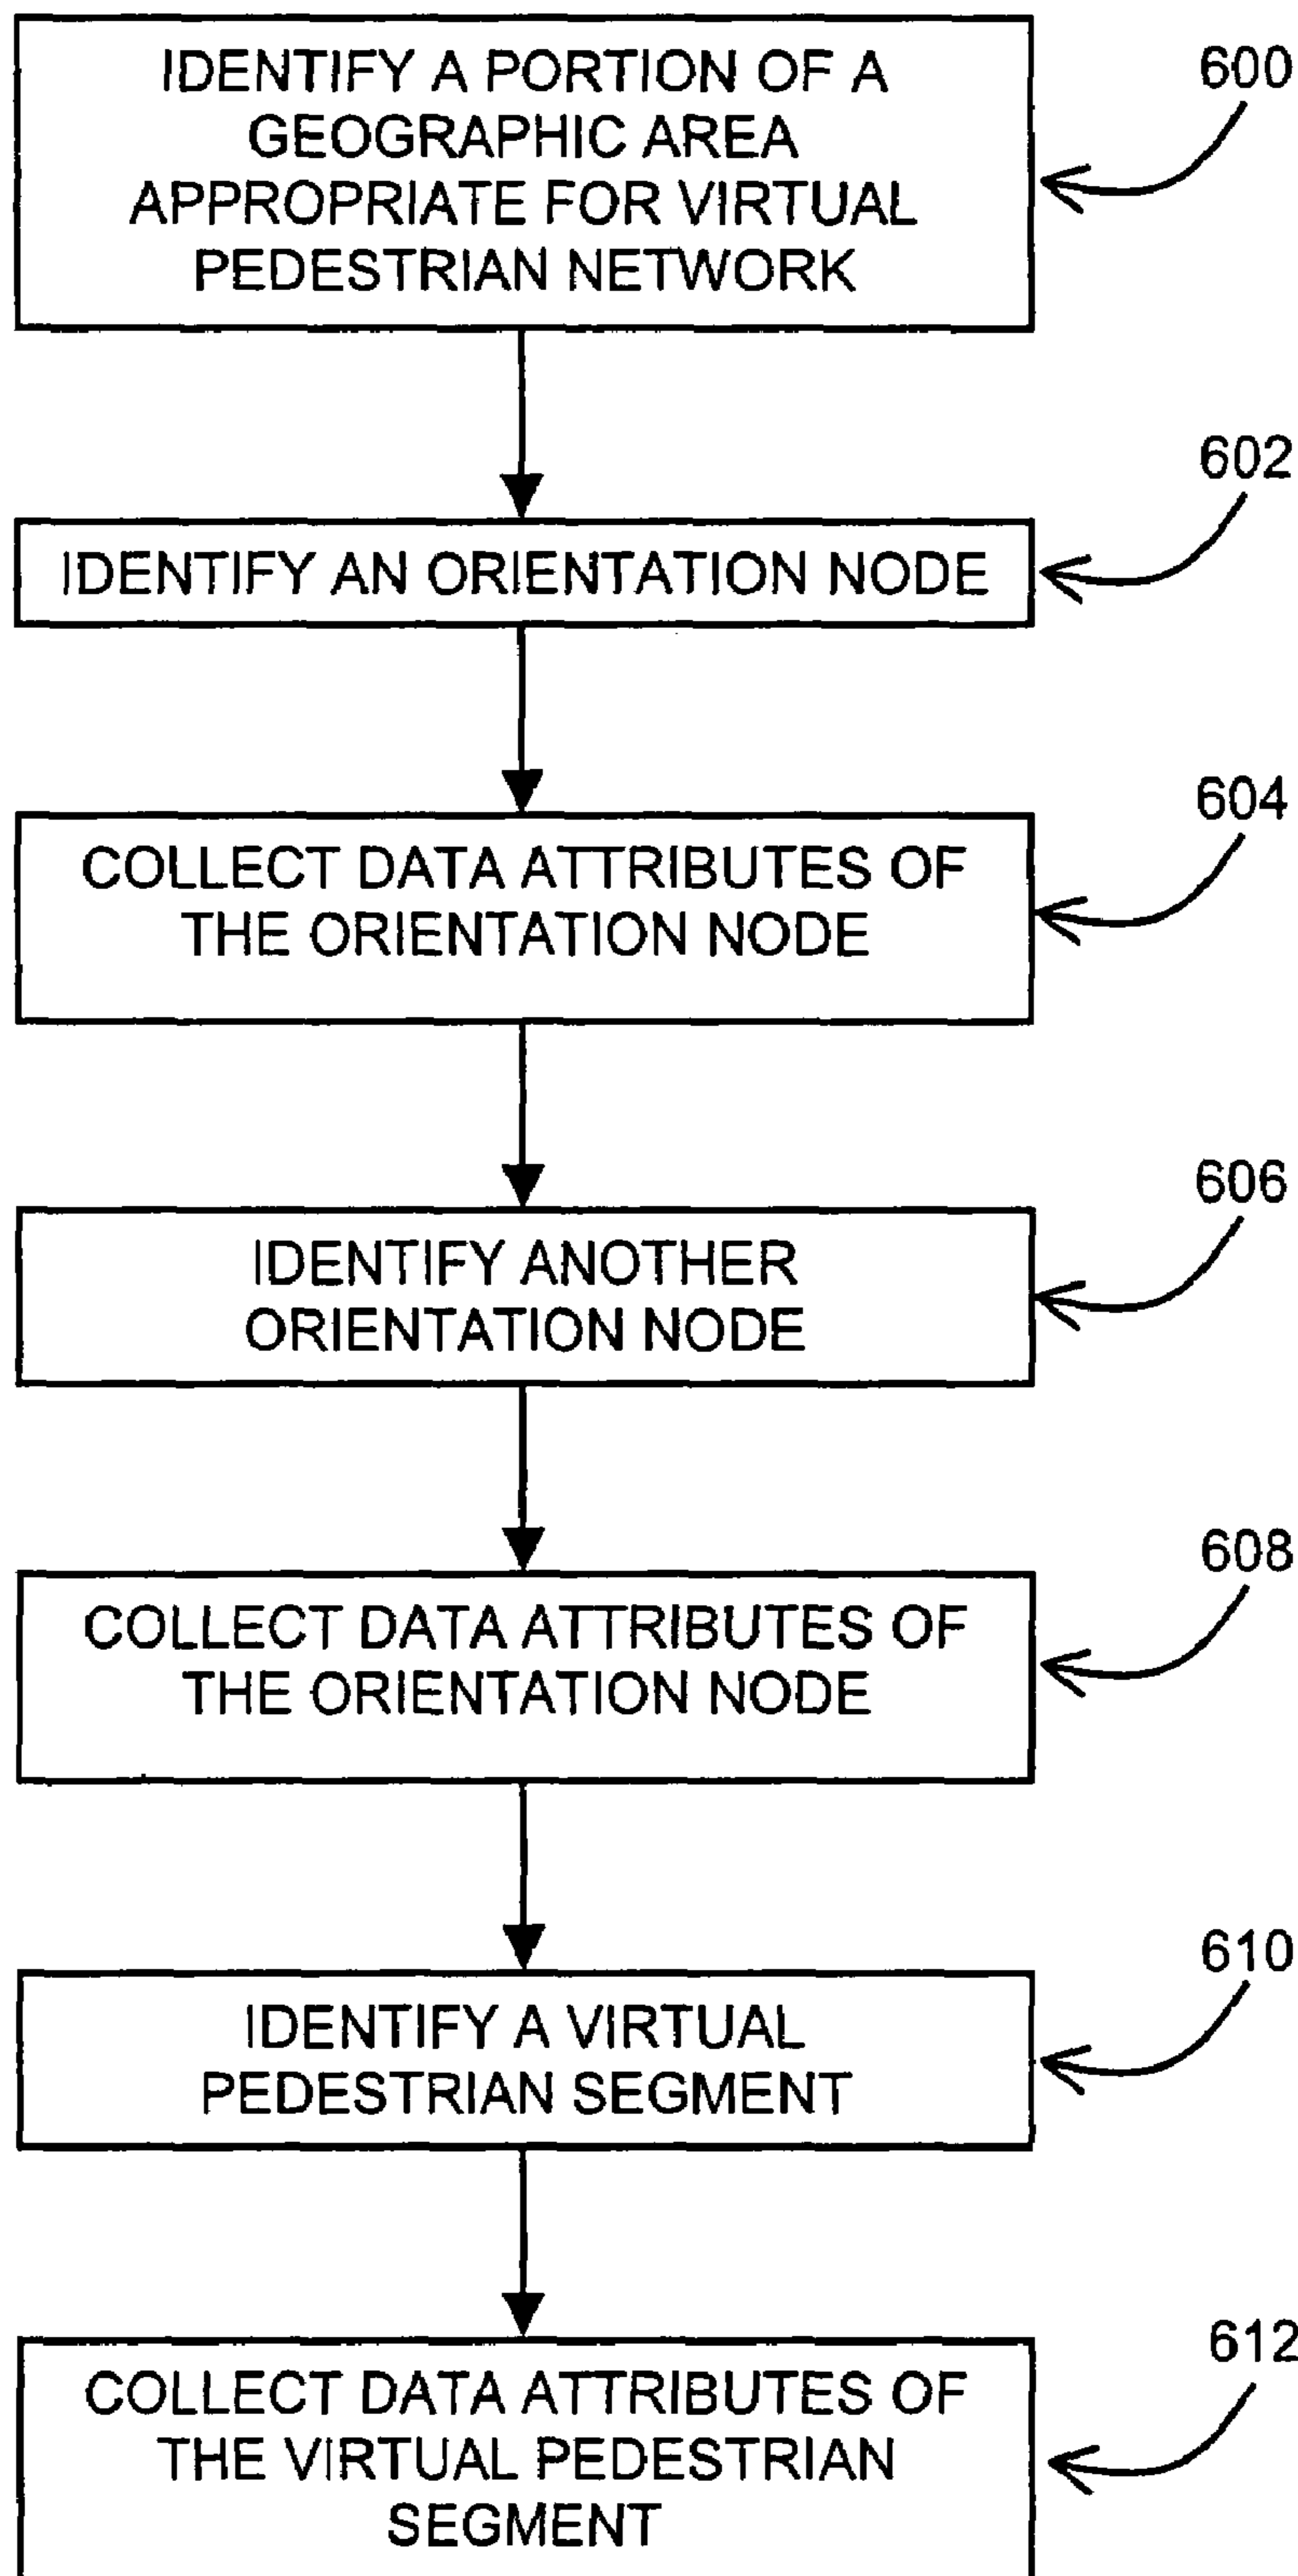 IDENTIFY A PORTION OF A
GEOGRAPHIC AREA
APPROPRIATE FOR VIRTUAL
PEDESTRIAN NETWORK
600
602
IDENTIFY AN ORIENTATION NODE
604
COLLECT DATA ATTRIBUTES OF
THE ORIENTATION NODE
606
IDENTIFY ANOTHER
ORIENTATION NODE
608
COLLECT DATA ATTRIBUTES OF
THE ORIENTATION NODE
610
IDENTIFY A VIRTUAL
PEDESTRIAN SEGMENT
612
COLLECT DATA ATTRIBUTES OF
THE VIRTUAL PEDESTRIAN
SEGMENT